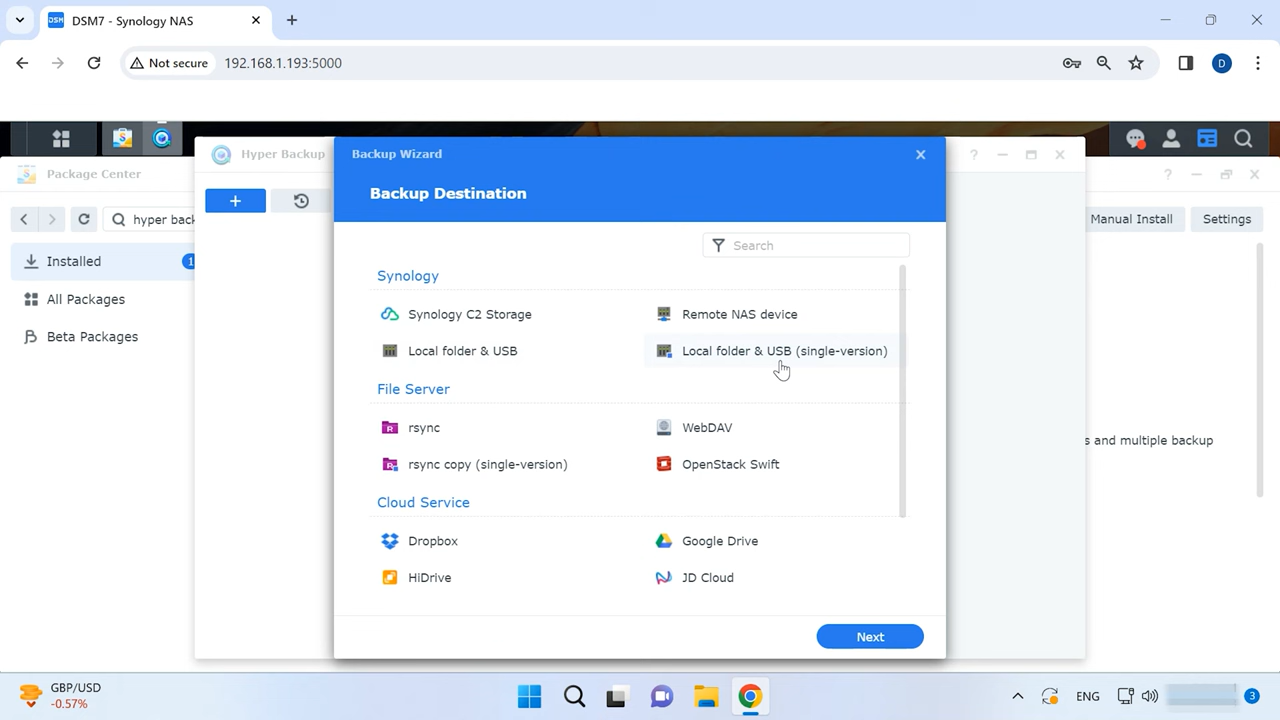 DSM7 - Synology NAS
Not secure
192.168.1.193:5000
D
Package Center
Hyper Backup
Backup Wizard
Backup Destination
hyper back
Manual Install
Settings
Installed
1
All Packages
Beta Packages
Search
Synology
Synology C2 Storage
Remote NAS device
Local folder & USB
Local folder & USB (single-version)
File Server
rsync
WebDAV
rsync copy (single-version)
OpenStack Swift
s and multiple backup
Cloud Service
Dropbox
Google Drive
HiDrive
JD Cloud
Next
GBP/USD
-0.57%
ENG
3